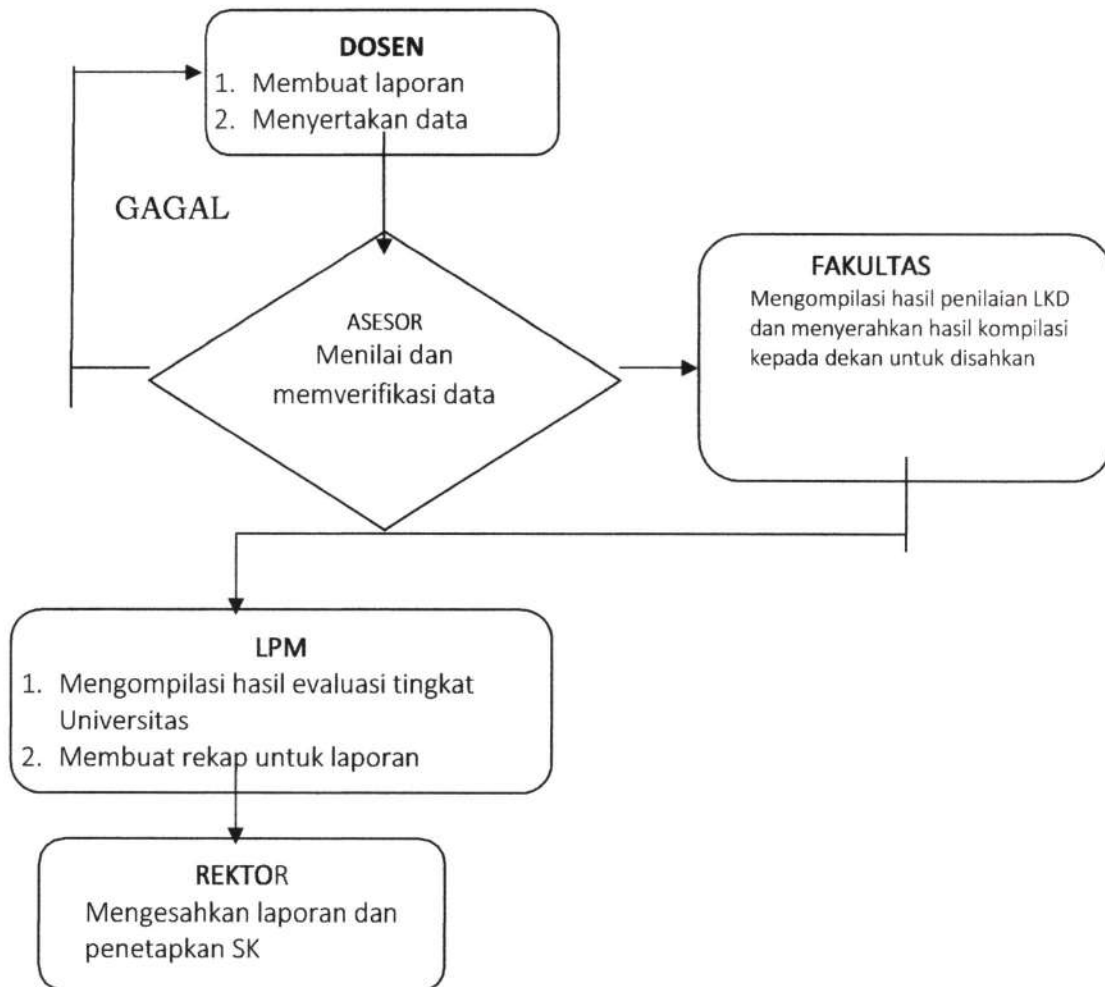 DOSEN
1. Membuat laporan
2. Menyertakan data
GAGAL
ASESOR
Menilai dan
memverifikasi data
FAKULTAS
Mengompilasi hasil penilaian LKD
dan menyerahkan hasil kompilasi
kepada dekan untuk disahkan
LPM
1. Mengompilasi hasil evaluasi tingkat
Universitas
2. Membuat rekap untuk laporan
REKTOR
Mengesahkan laporan dan
penetapkan SK